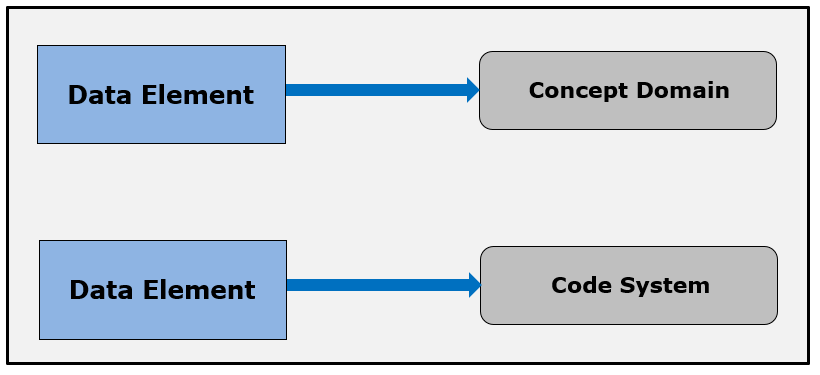 Data Element
Concept Domain
Data Element
Code System